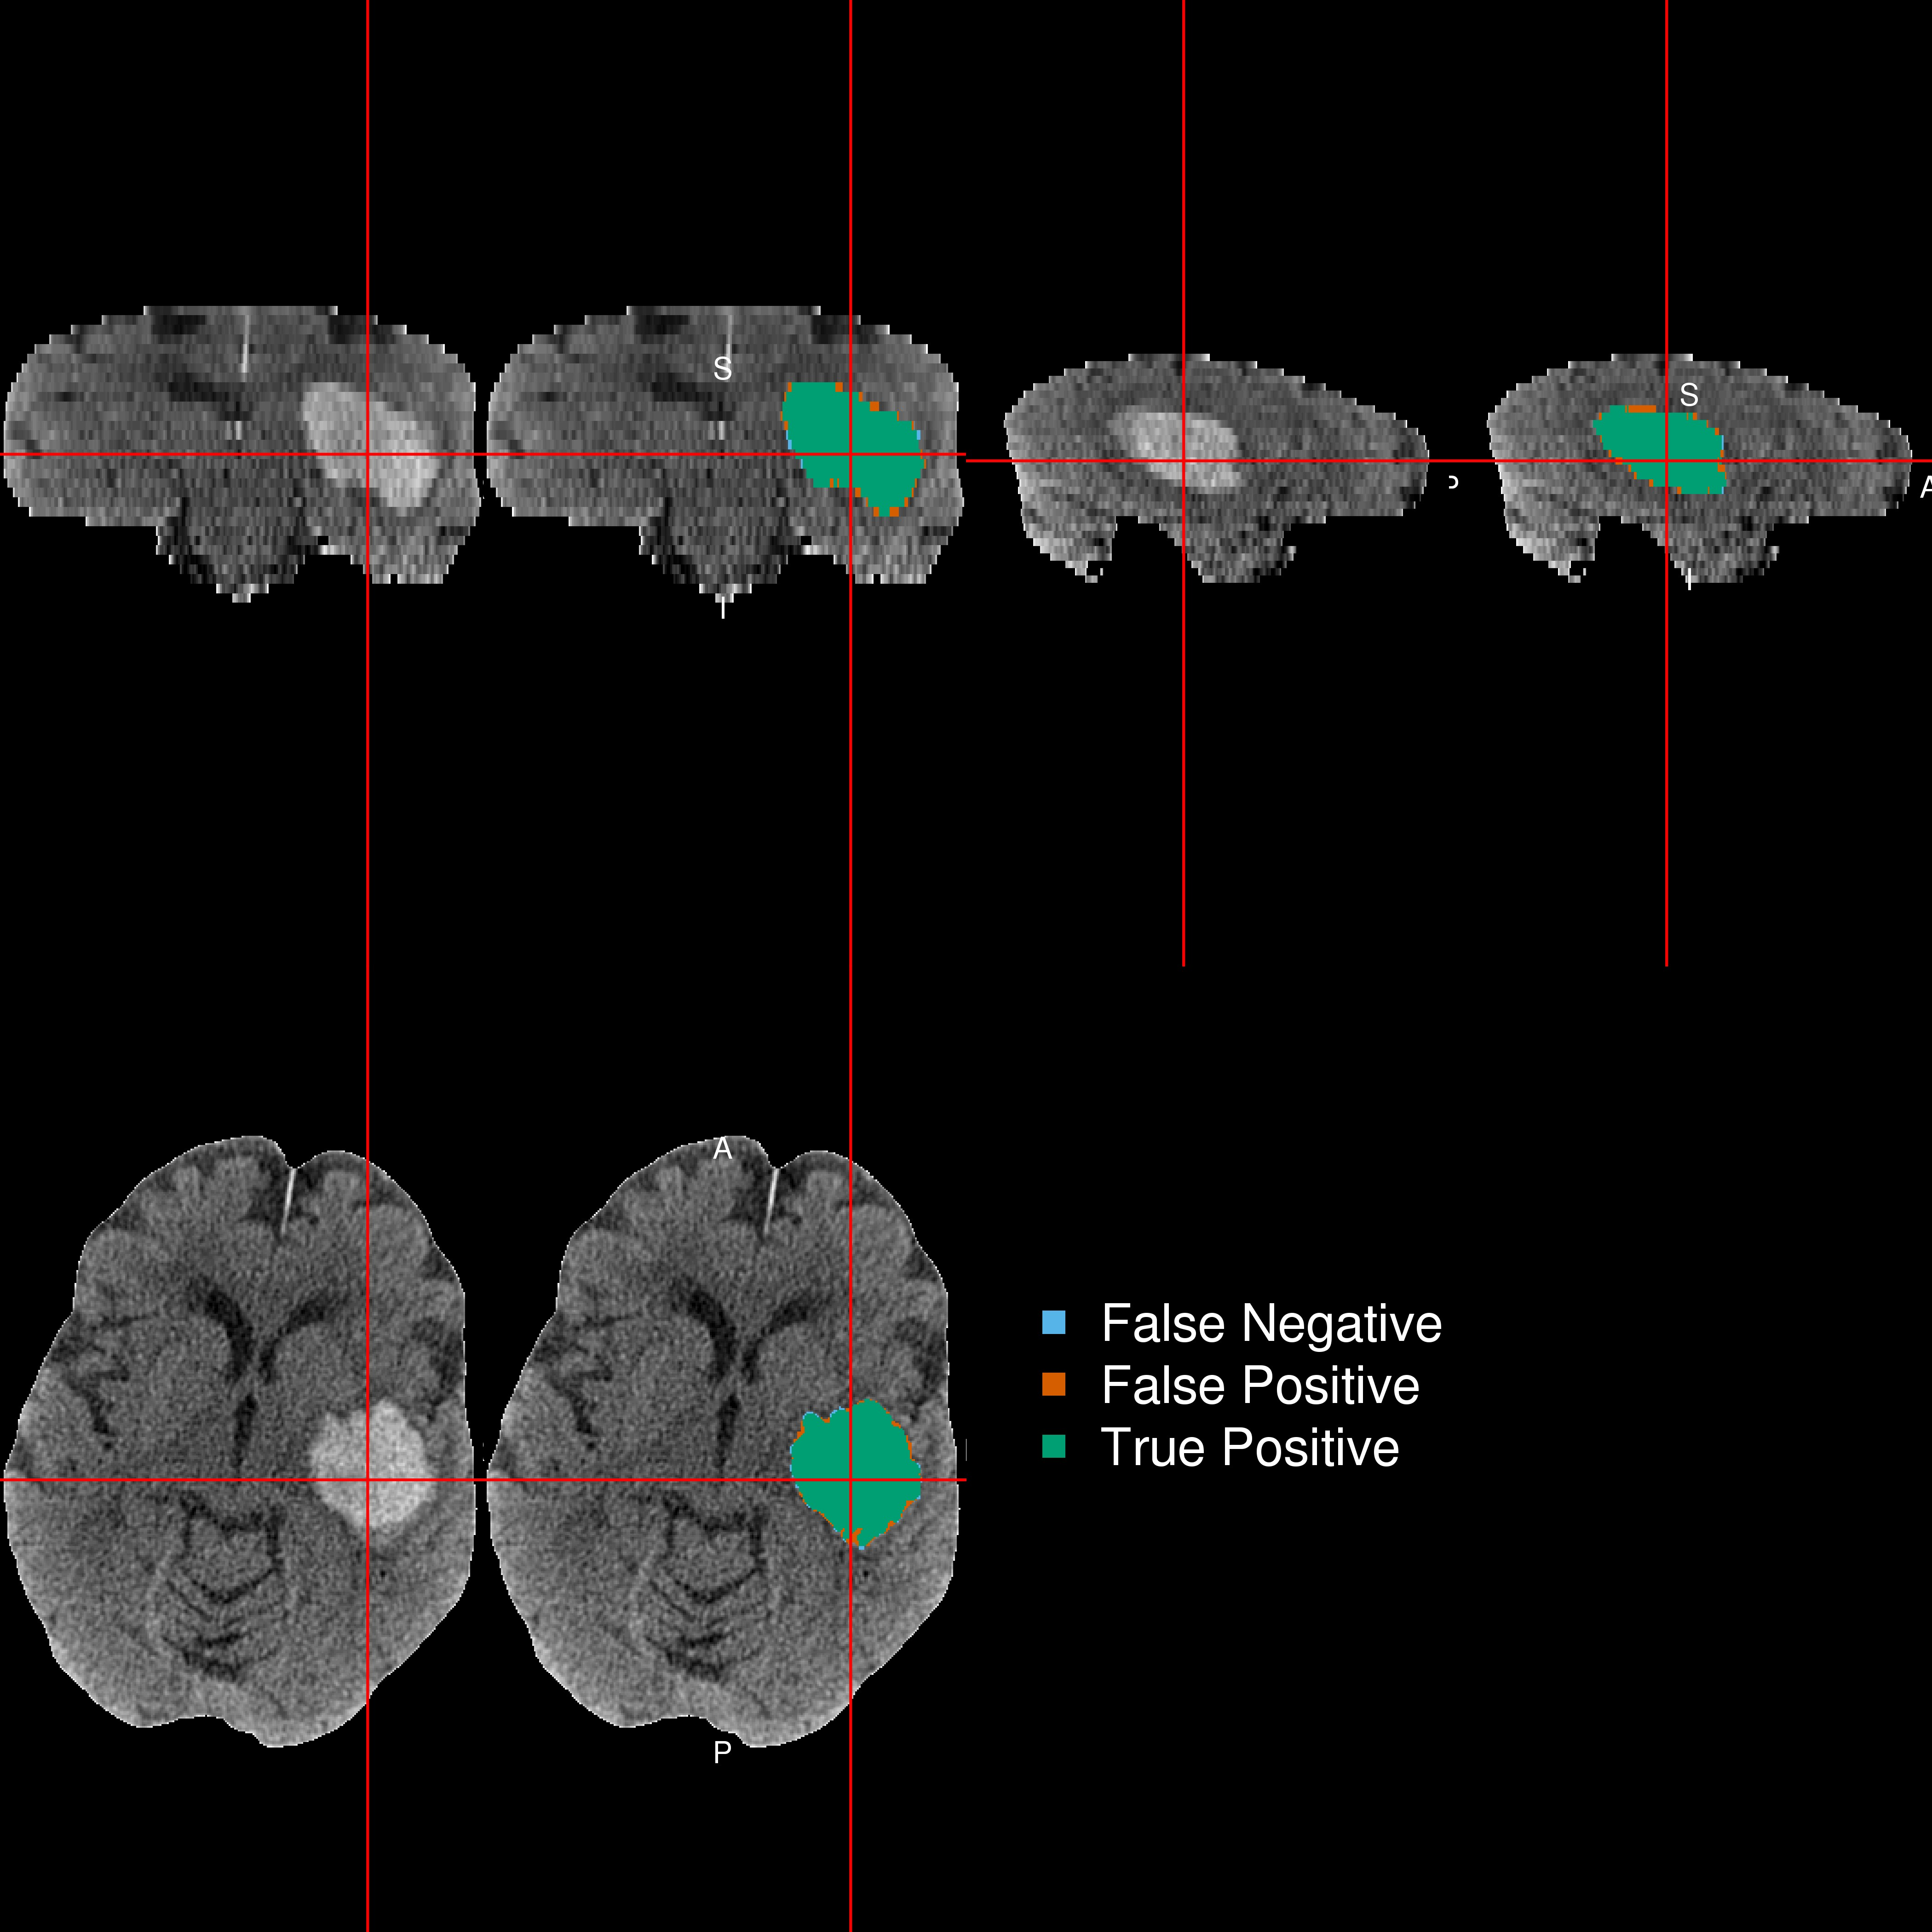 S
S
P
A
I
I
A
False Negative
False Positive
True Positive
P